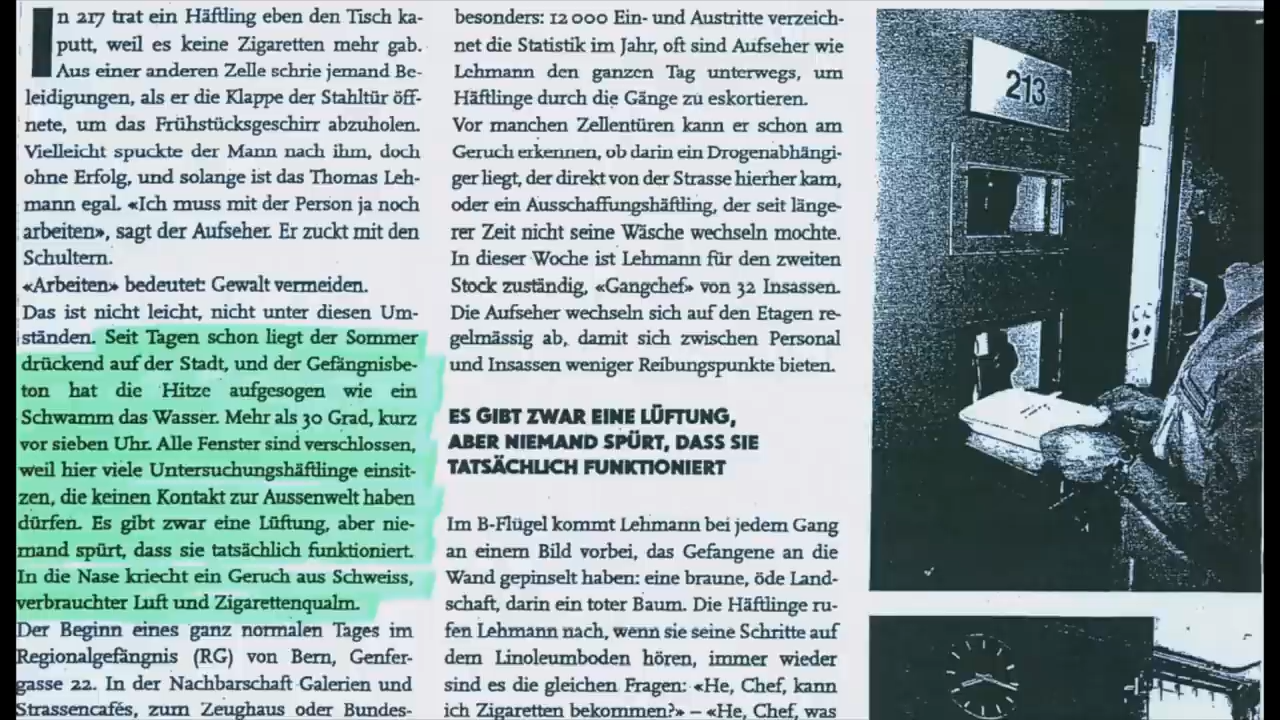 In 217 trat ein Häftling eben den Tisch ka-
putt, weil es keine Zigaretten mehr gab.
Aus einer anderen Zelle schrie jemand Be-
leidigungen, als er die Klappe der Stahltür öff-
nete, um das Frühstücksgeschirr abzuholen.
Vielleicht spuckte der Mann nach ihm, doch
ohne Erfolg, und solange ist das Thomas Leh-
mann egal. «Ich muss mit der Person ja noch
arbeiten», sagt der Aufseher. Er zuckt mit den
Schultern.
«Arbeiten» bedeutet: Gewalt vermeiden.
Das ist nicht leicht, nicht unter diesen Um-
ständen. Seit Tagen schon liegt der Sommer
drückend auf der Stadt, und der Gefängnisbe-
ton hat die Hitze aufgesogen wie ein
Schwamm das Wasser. Mehr als 30 Grad, kurz
vor sieben Uhr. Alle Fenster sind verschlossen,
weil hier viele Untersuchungshäftlinge einsit-
zen, die keinen Kontakt zur Aussenwelt haben
dürfen. Es gibt zwar eine Lüftung, aber nie-
mand spürt, dass sie tatsächlich funktioniert.
In die Nase kriecht ein Geruch aus Schweiss,
verbrauchter Luft und Zigarettenqualm.
Der Beginn eines ganz normalen Tages im
Regionalgefängnis (RG) von Bern, Genfer-
gasse 22. In der Nachbarschaft Galerien und
Strassencafés, zum Zeughaus oder Bundes-
besonders: 12 000 Ein- und Austritte verzeich-
net die Statistik im Jahr, oft sind Aufseher wie
Lehmann den ganzen Tag unterwegs, um
Häftlinge durch die Gänge zu eskortieren.
Vor manchen Zellentüren kann er schon am
Geruch erkennen, ob darin ein Drogenabhängi-
ger liegt, der direkt von der Strasse hierher kam,
oder ein Ausschaffungshäftling, der seit länge-
rer Zeit nicht seine Wäsche wechseln mochte.
In dieser Woche ist Lehmann für den zweiten
Stock zuständig, «Gangchef» von 32 Insassen.
Die Aufseher wechseln sich auf den Etagen re-
gelmässig ab, damit sich zwischen Personal
und Insassen weniger Reibungspunkte bieten.
ES GIBT ZWAR EINE LÜFTUNG,
ABER NIEMAND SPÜRT, DASS SIE
TATSÄCHLICH FUNKTIONIERT
Im B-Flügel kommt Lehmann bei jedem Gang
an einem Bild vorbei, das Gefangene an die
Wand gepinselt haben: eine braune, öde Land-
schaft, darin ein toter Baum. Die Häftlinge ru-
fen Lehmann nach, wenn sie seine Schritte auf
dem Linoleumboden hören, immer wieder
sind es die gleichen Fragen: «He, Chef, kann
ich Zigaretten bekommen?» – «He, Chef, was
213